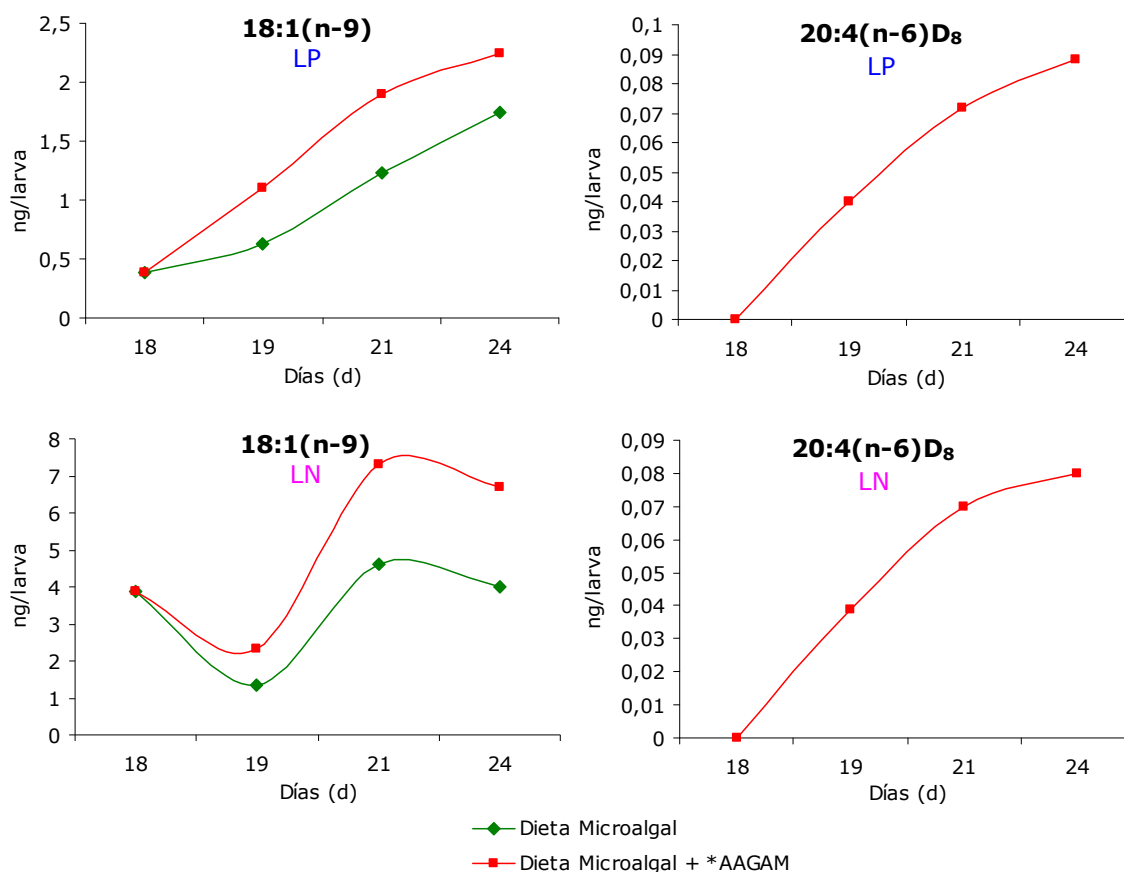 18:1(n-9)
LP
ng/larva
2,5
2
1,5
1
0,5
0
18
19
21
24
Días (d)
20:4(n-6)D₈
LP
ng/larva
0,1
0,09
0,08
0,07
0,06
0,05
0,04
0,03
0,02
0,01
0
18
19
21
24
Días (d)
18:1(n-9)
LN
ng/larva
8
7
6
5
4
3
2
1
0
18
19
21
24
Días (d)
20:4(n-6)D₈
LN
ng/larva
0,09
0,08
0,07
0,06
0,05
0,04
0,03
0,02
0,01
0
18
19
21
24
Días (d)
Dieta Microalgal
Dieta Microalgal + *AAGAM